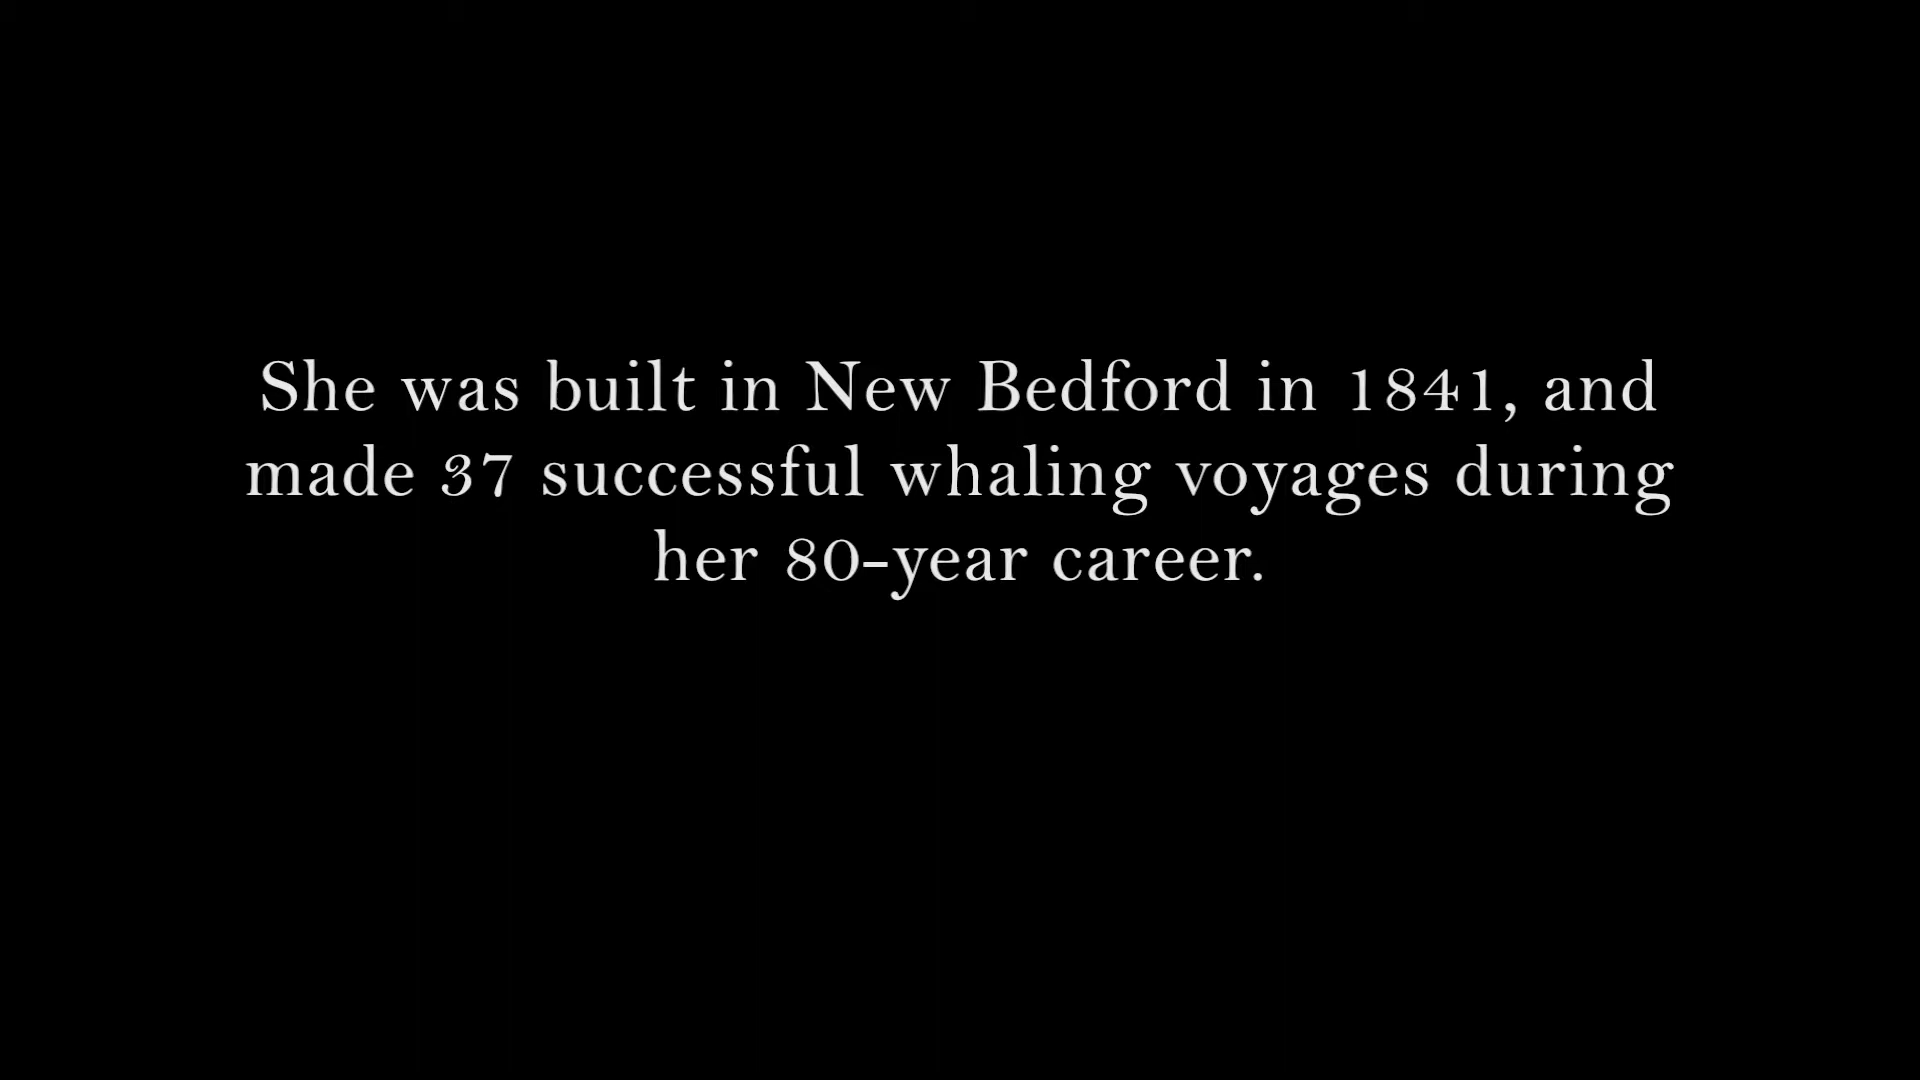 She was built in New Bedford in 1841, and
made 37 successful whaling voyages during
her 80-year career.